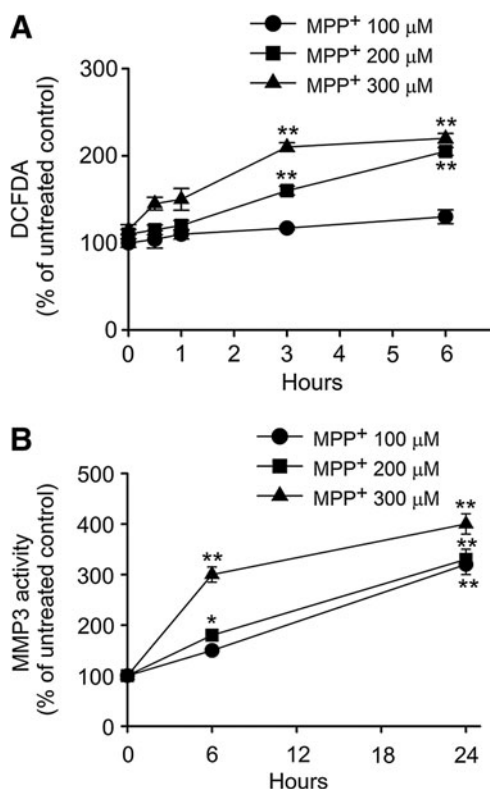 A
MPP+ 100 μM
MPP+ 200 μM
MPP+ 300 μM
300
200
100
0
DCFDA
(% of untreated control)
**
**
**
**
0 1 2 3 4 5 6
Hours
B
MPP+ 100 μM
MPP+ 200 μM
MPP+ 300 μM
500
400
300
200
100
0
MMP3 activity
(% of untreated control)
**
*
**
**
**
0 6 12 18 24
Hours